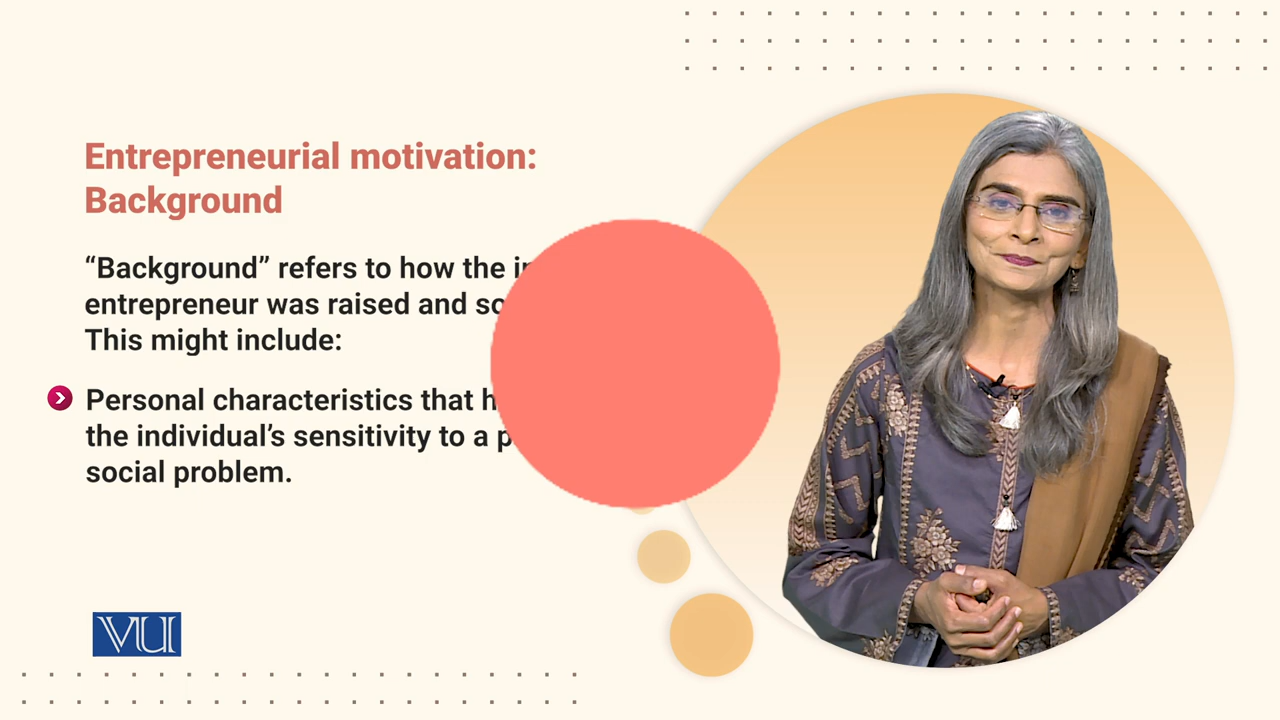 Entrepreneurial motivation:
Background
“Background” refers to how the
entrepreneur was raised and
This might include:
Personal characteristics that
the individual’s sensitivity to a
social problem.
VU